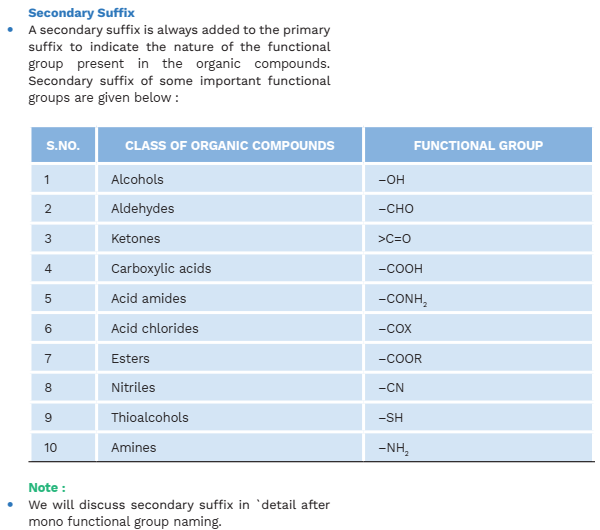 Secondary Suffix
• A secondary suffix is always added to the primary
suffix to indicate the nature of the functional
group present in the organic compounds.
Secondary suffix of some important functional
groups are given below :
S.NO. CLASS OF ORGANIC COMPOUNDS FUNCTIONAL GROUP
1 Alcohols –OH
2 Aldehydes –CHO
3 Ketones >C=O
4 Carboxylic acids –COOH
5 Acid amides –CONH₂
6 Acid chlorides –COX
7 Esters –COOR
8 Nitriles –CN
9 Thioalcohols –SH
10 Amines –NH₂
Note :
• We will discuss secondary suffix in `detail after
mono functional group naming.